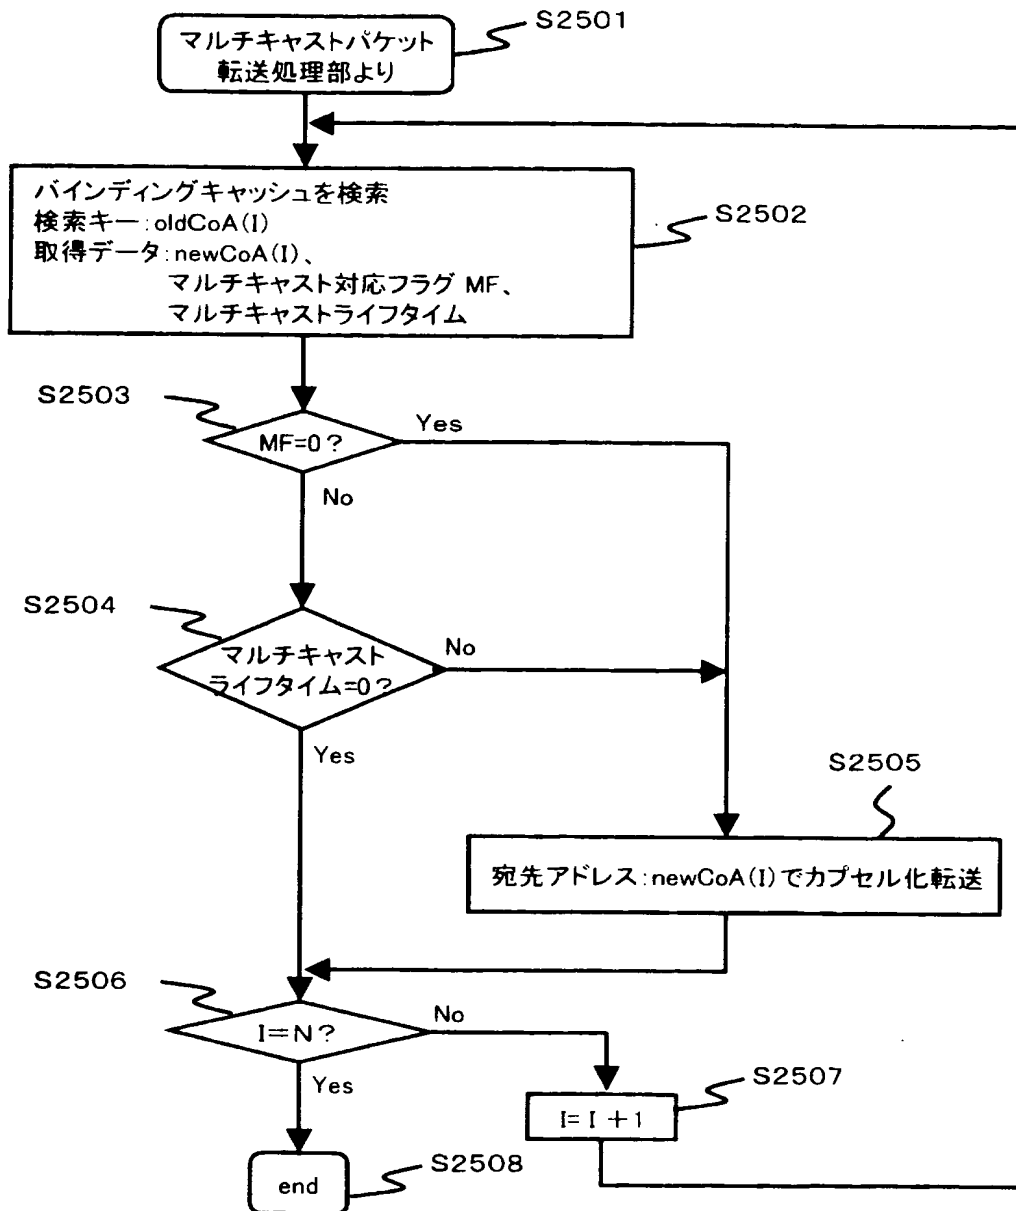 S2501
マルチキャストパケット
転送処理部より
バインディングキャッシュを検索
検索キー:oldCoA(I)
取得データ:newCoA(I)、
マルチキャスト対応フラグ MF、
マルチキャストライフタイム
S2502
S2503
MF=0?
Yes
No
S2504
マルチキャスト
ライフタイム=0?
No
Yes
S2505
宛先アドレス:newCoA(I)でカプセル化転送
S2506
I=N?
No
Yes
S2507
I=I+1
S2508
end